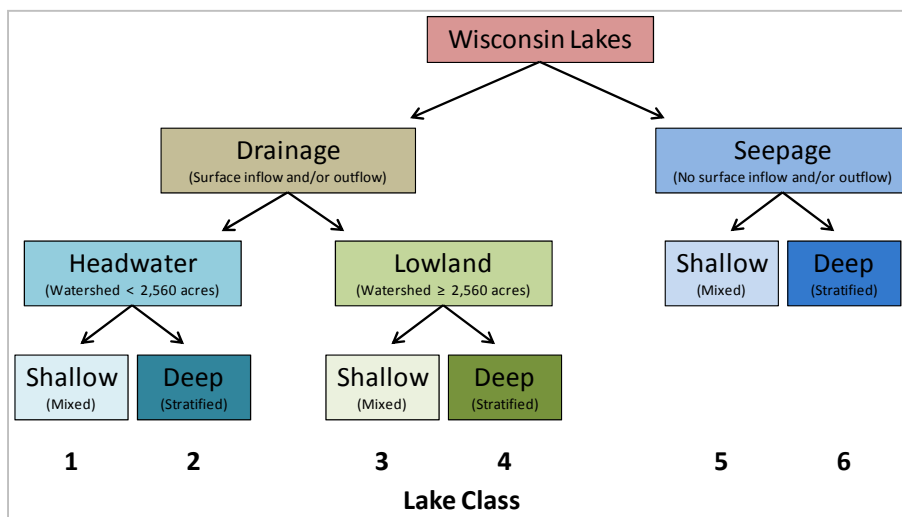 Wisconsin Lakes
Drainage
(Surface inflow and/or outflow)
Seepage
(No surface inflow and/or outflow)
Headwater
(Watershed < 2,560 acres)
Lowland
(Watershed ≥ 2,560 acres)
Shallow
(Mixed)
Deep
(Stratified)
Shallow
(Mixed)
Deep
(Stratified)
Shallow
(Mixed)
Deep
(Stratified)
1 2 3 4 5 6
Lake Class